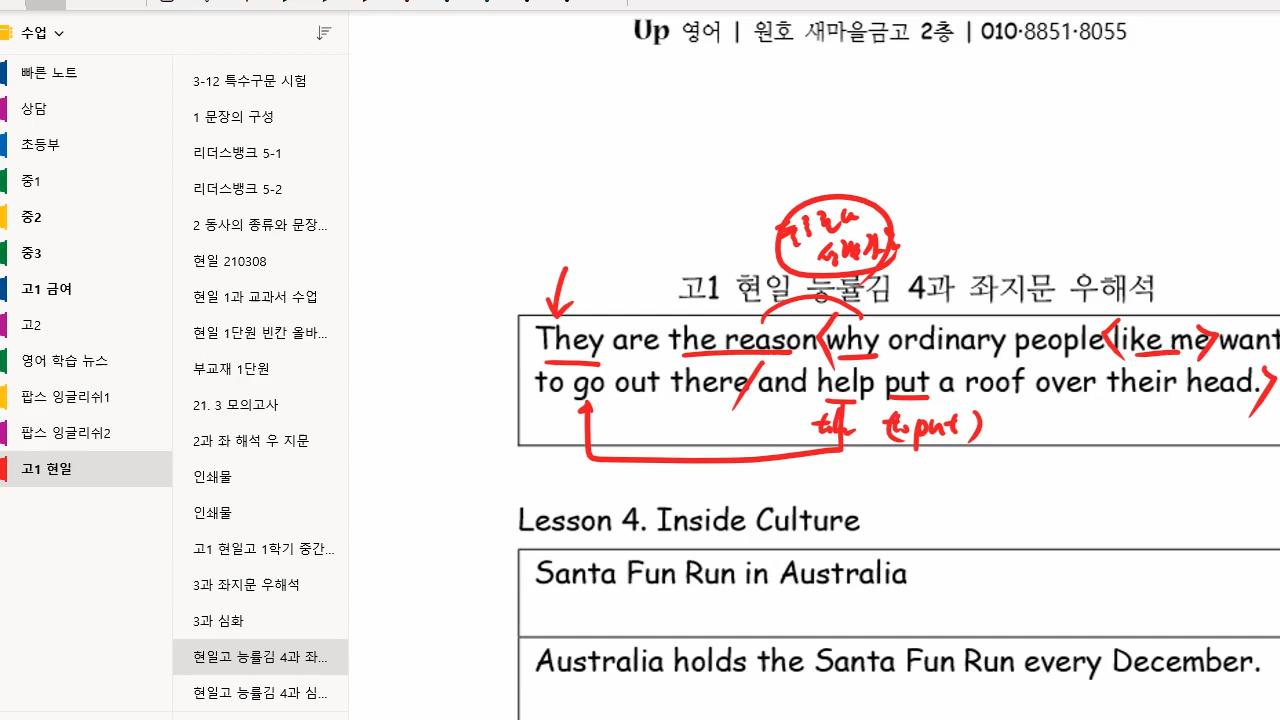 Up 영어 | 원호 새마을금고 2층 | 010·8851·8055
수업
빠른 노트
상담
초등부
중1
중2
중3
고1 금여
고2
영어 학습 뉴스
팝스 잉글리쉬1
팝스 잉글리쉬2
고1 현일
3-12 특수구문 시험
1 문장의 구성
리더스뱅크 5-1
리더스뱅크 5-2
2 동사의 종류와 문장...
현일 210308
현일 1과 교과서 수업
현일 1단원 빈칸 올바...
부교재 1단원
21. 3 모의고사
2과 좌 해석 우 지문
인쇄물
인쇄물
고1 현일고 1학기 중간...
3과 좌지문 우해석
3과 심화
현일고 능률김 4과 좌...
현일고 능률김 4과 심...
고1 현일 능률김 4과 좌지문 우해석
They are the reason why ordinary people like me want
to go out there and help put a roof over their head.
(to put)
Lesson 4. Inside Culture
Santa Fun Run in Australia
Australia holds the Santa Fun Run every December.